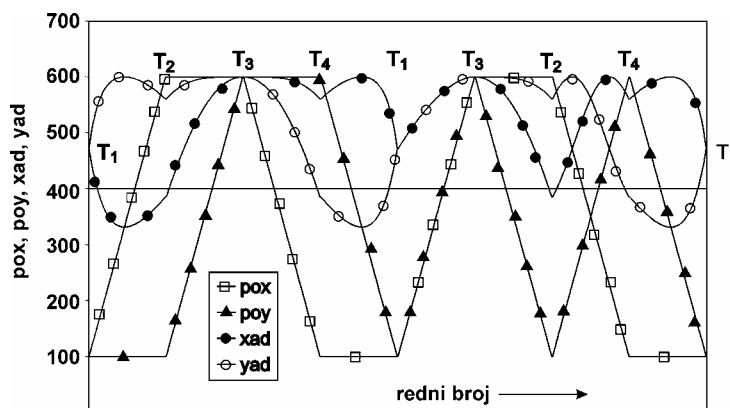 700
600
500
400
300
200
100
pox, poy, xad, yad
T1
T2
T3
T4
T1
T3
T2
T4
T
pox
poy
xad
yad
redni broj